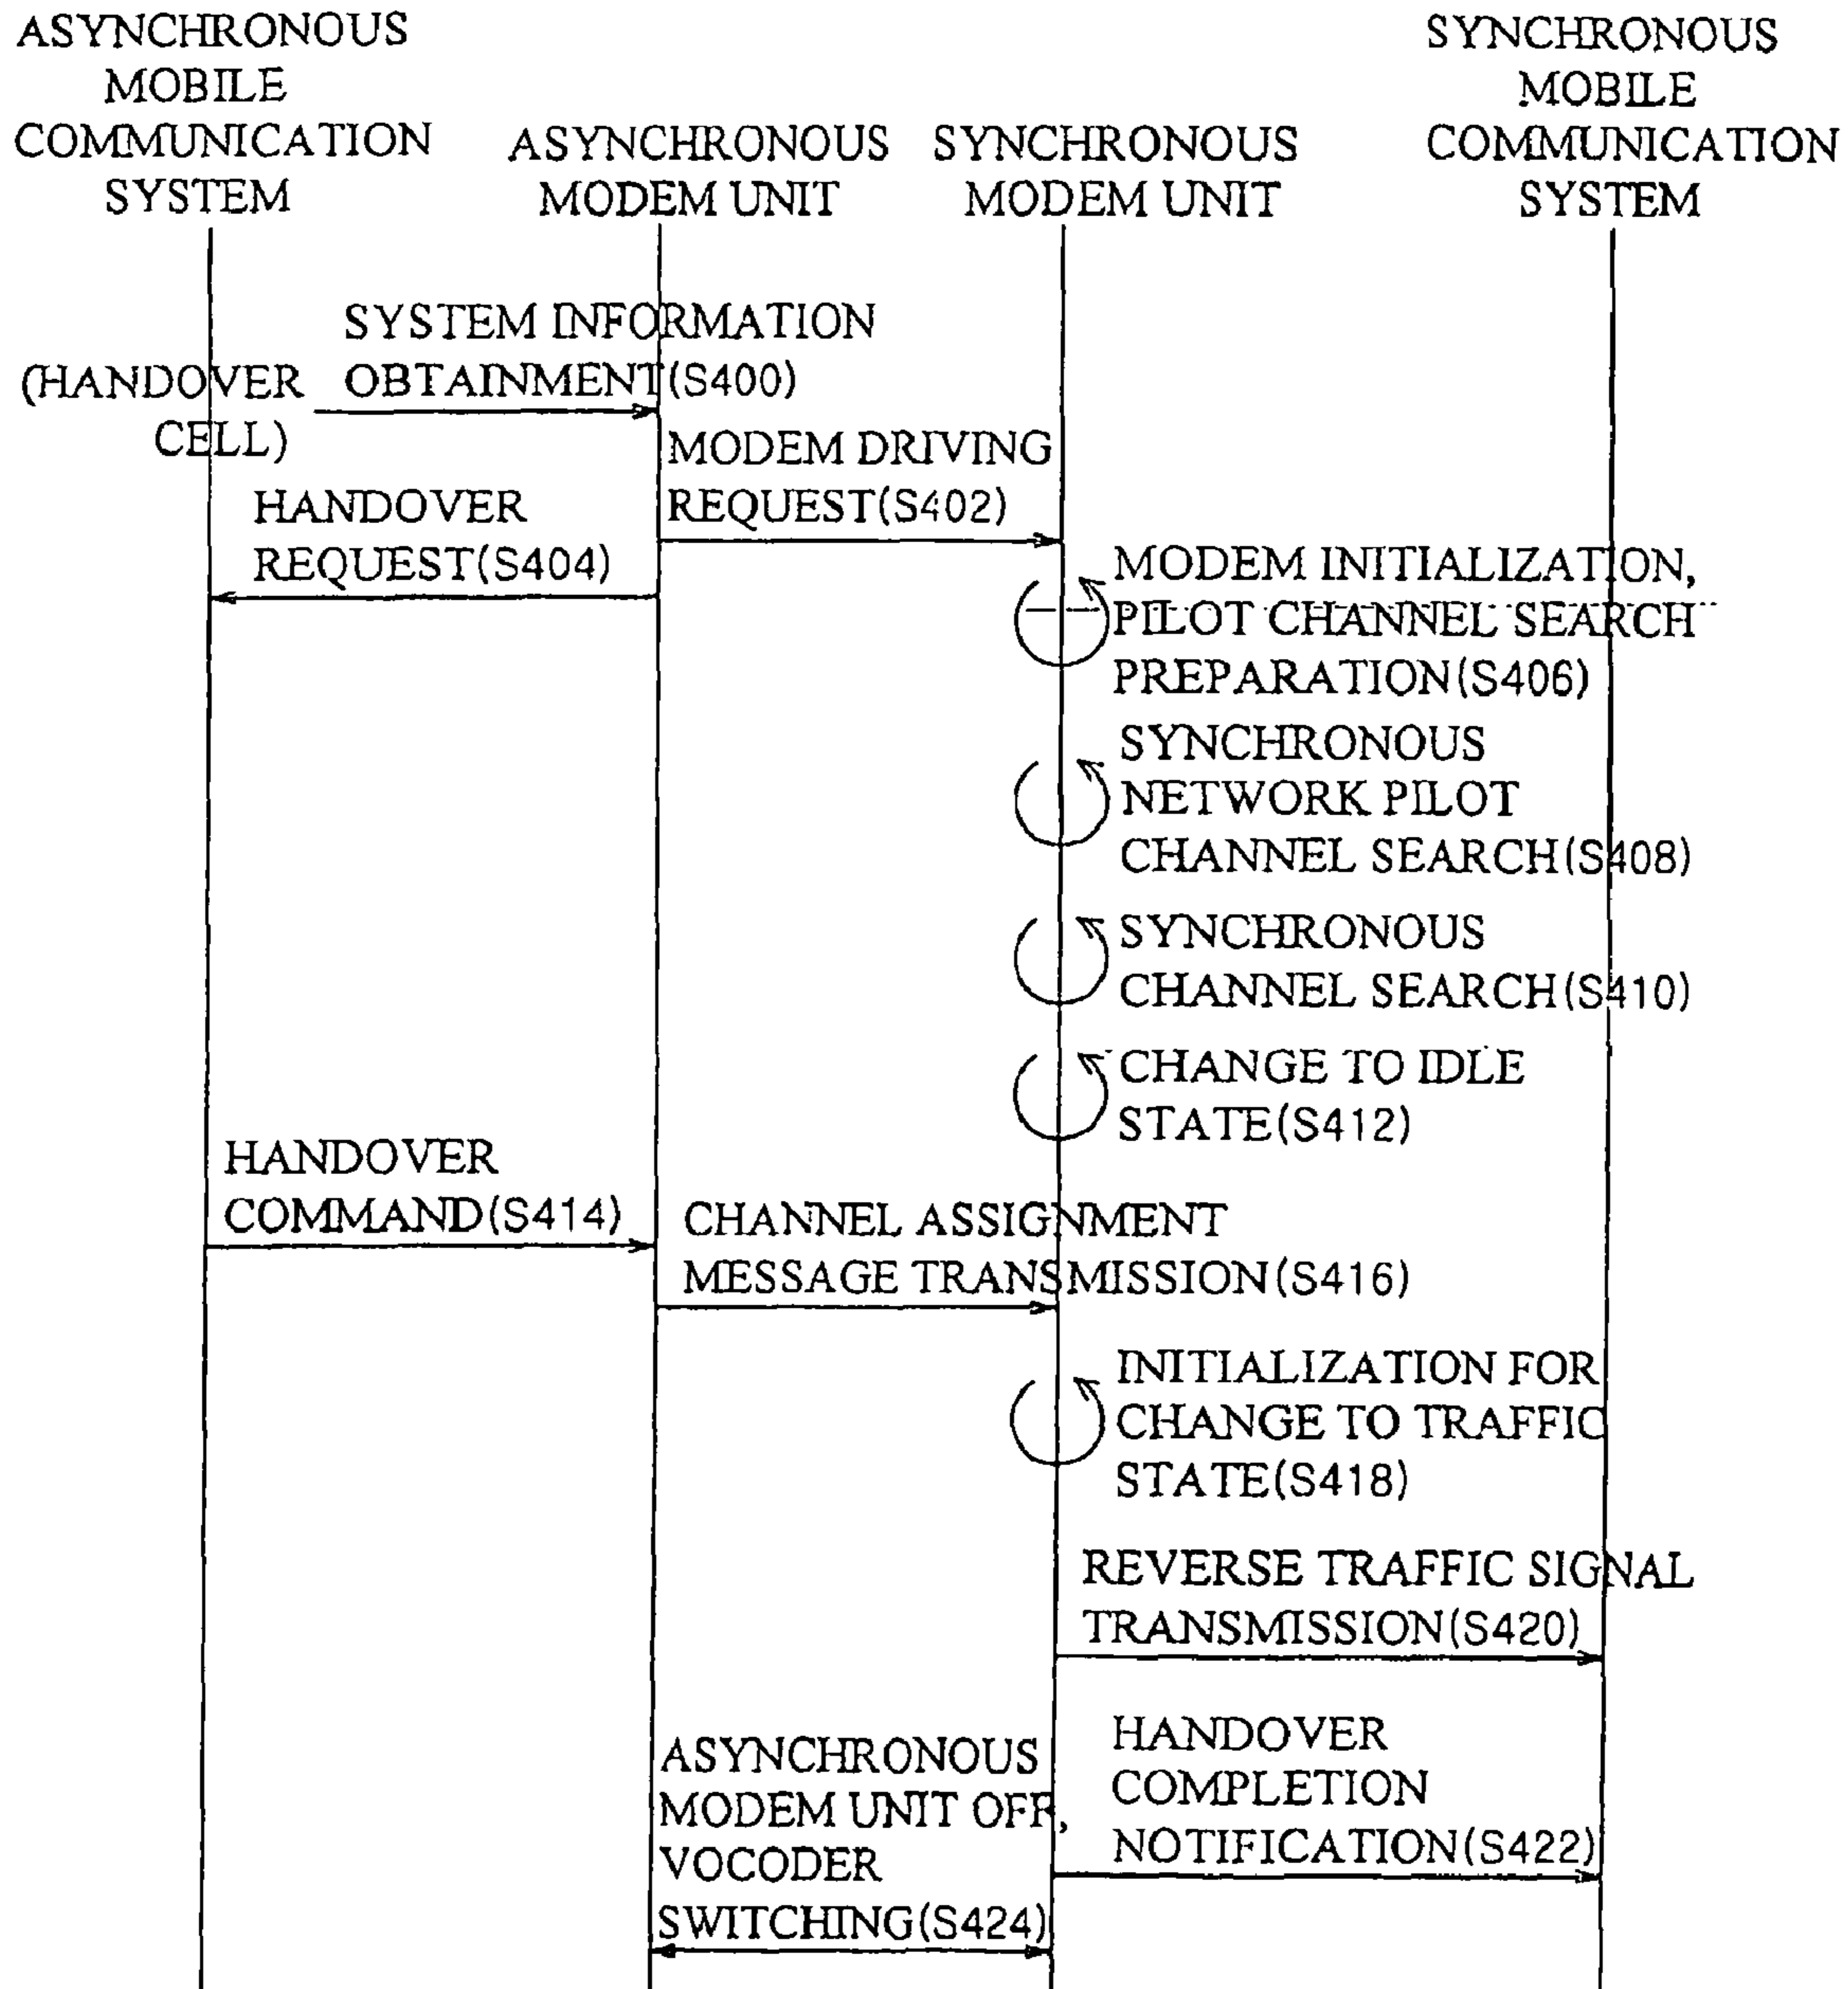 ASYNCHRONOUS
MOBILE
COMMUNICATION
SYSTEM
ASYNCHRONOUS
MODEM UNIT
SYNCHRONOUS
MODEM UNIT
SYNCHRONOUS
MOBILE
COMMUNICATION
SYSTEM
SYSTEM INFORMATION
OBTAINMENT(S400)
(HANDOVER
CELL)
MODEM DRIVING
REQUEST(S402)
HANDOVER
REQUEST(S404)
MODEM INITIALIZATION,
PILOT CHANNEL SEARCH
PREPARATION(S406)
SYNCHRONOUS
NETWORK PILOT
CHANNEL SEARCH(S408)
SYNCHRONOUS
CHANNEL SEARCH(S410)
CHANGE TO IDLE
STATE(S412)
HANDOVER
COMMAND(S414)
CHANNEL ASSIGNMENT
MESSAGE TRANSMISSION(S416)
INITIALIZATION FOR
CHANGE TO TRAFFIC
STATE(S418)
REVERSE TRAFFIC SIGNAL
TRANSMISSION(S420)
HANDOVER
COMPLETION
NOTIFICATION(S422)
ASYNCHRONOUS
MODEM UNIT OFF,
VOCODER
SWITCHING(S424)